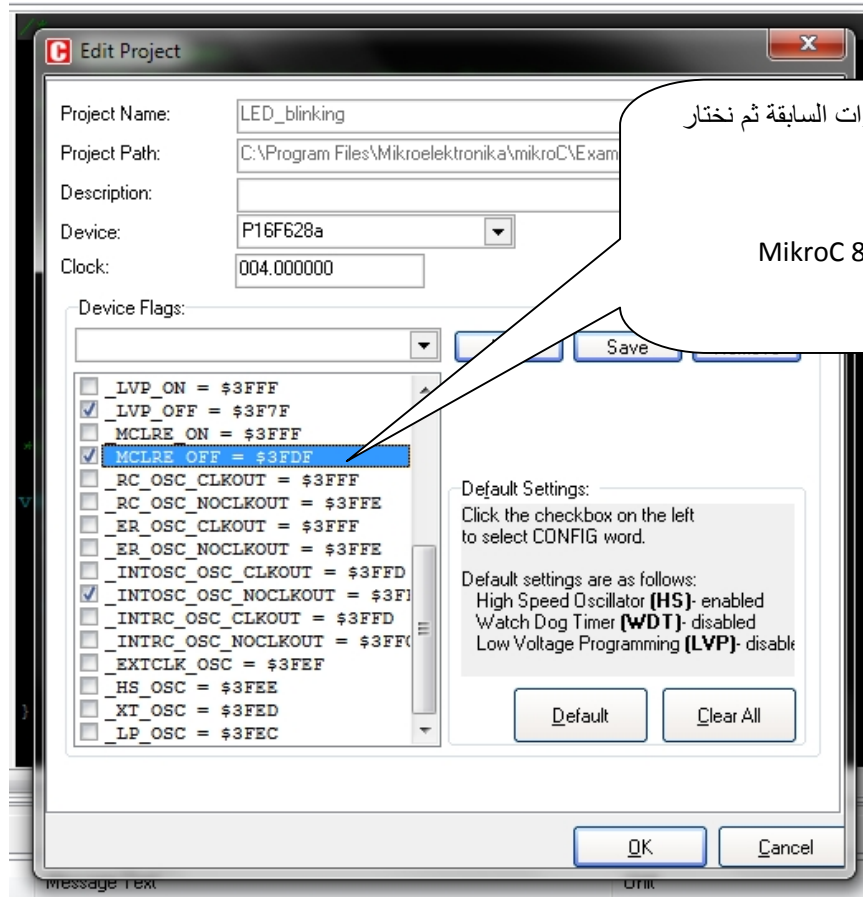 /*
Edit Project
Project Name: LED_blinking
Project Path: C:\Program Files\Mikroelektronika\mikroC\Exam
Description:
Device: P16F628a
Clock: 004.000000
السابقة ثم نختار
MikroC 8
Device Flags:
Save
_LVP_ON = $3FFF
_LVP_OFF = $3F7F
_MCLRE_ON = $3FFF
_MCLRE_OFF = $3FDF
_RC_OSC_CLKOUT = $3FFF
_RC_OSC_NOCLKOUT = $3FFE
_ER_OSC_CLKOUT = $3FFF
_ER_OSC_NOCLKOUT = $3FFE
_INTOSC_OSC_CLKOUT = $3FFD
_INTOSC_OSC_NOCLKOUT =
_INTRC_OSC_CLKOUT = $3FFD
_INTRC_OSC_NOCLKOUT =
_EXTCLK_OSC = $3FEF
_HS_OSC = $3FEE
_XT_OSC = $3FED
_LP_OSC = $3FEC
Default Settings:
Click the checkbox on the left
to select CONFIG word.
Default settings are as follows:
High Speed Oscillator (HS)- enabled
Watch Dog Timer (WDT)- disabled
Low Voltage Programming (LVP)- disable
Default
Clear All
OK
Cancel
Message Text
Unit